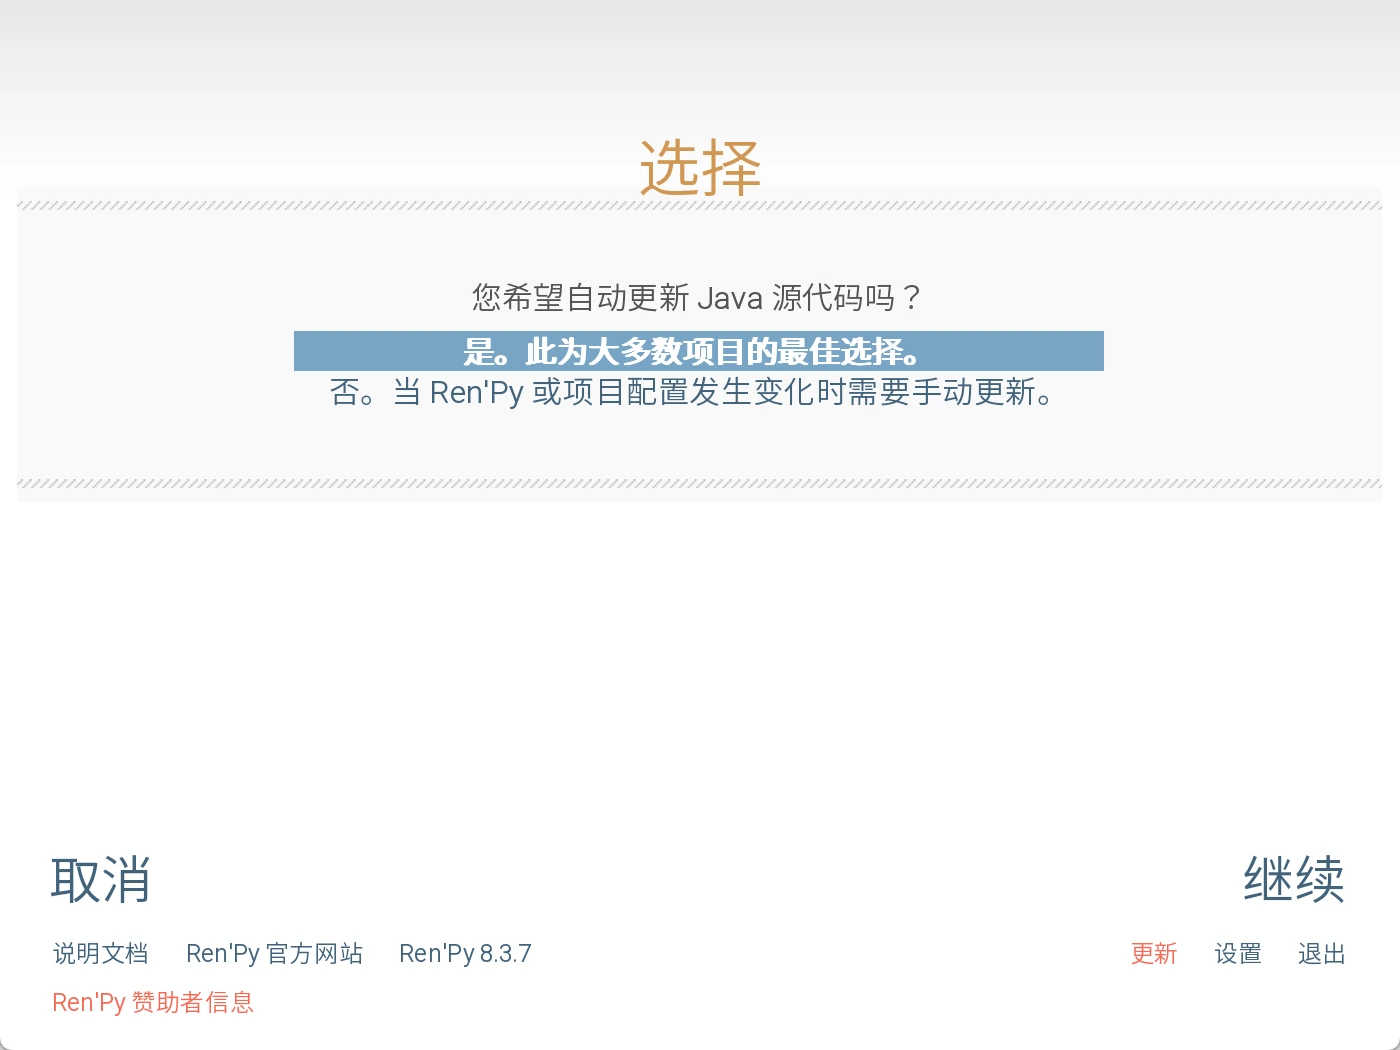 选择
您希望自动更新 Java 源代码吗？
是。此为大多数项目的最佳选择。
否。当 Ren'Py 或项目配置发生变化时需要手动更新。
取消
继续
说明文档 Ren'Py 官方网站 Ren'Py 8.3.7 更新 设置 退出
Ren'Py 赞助者信息